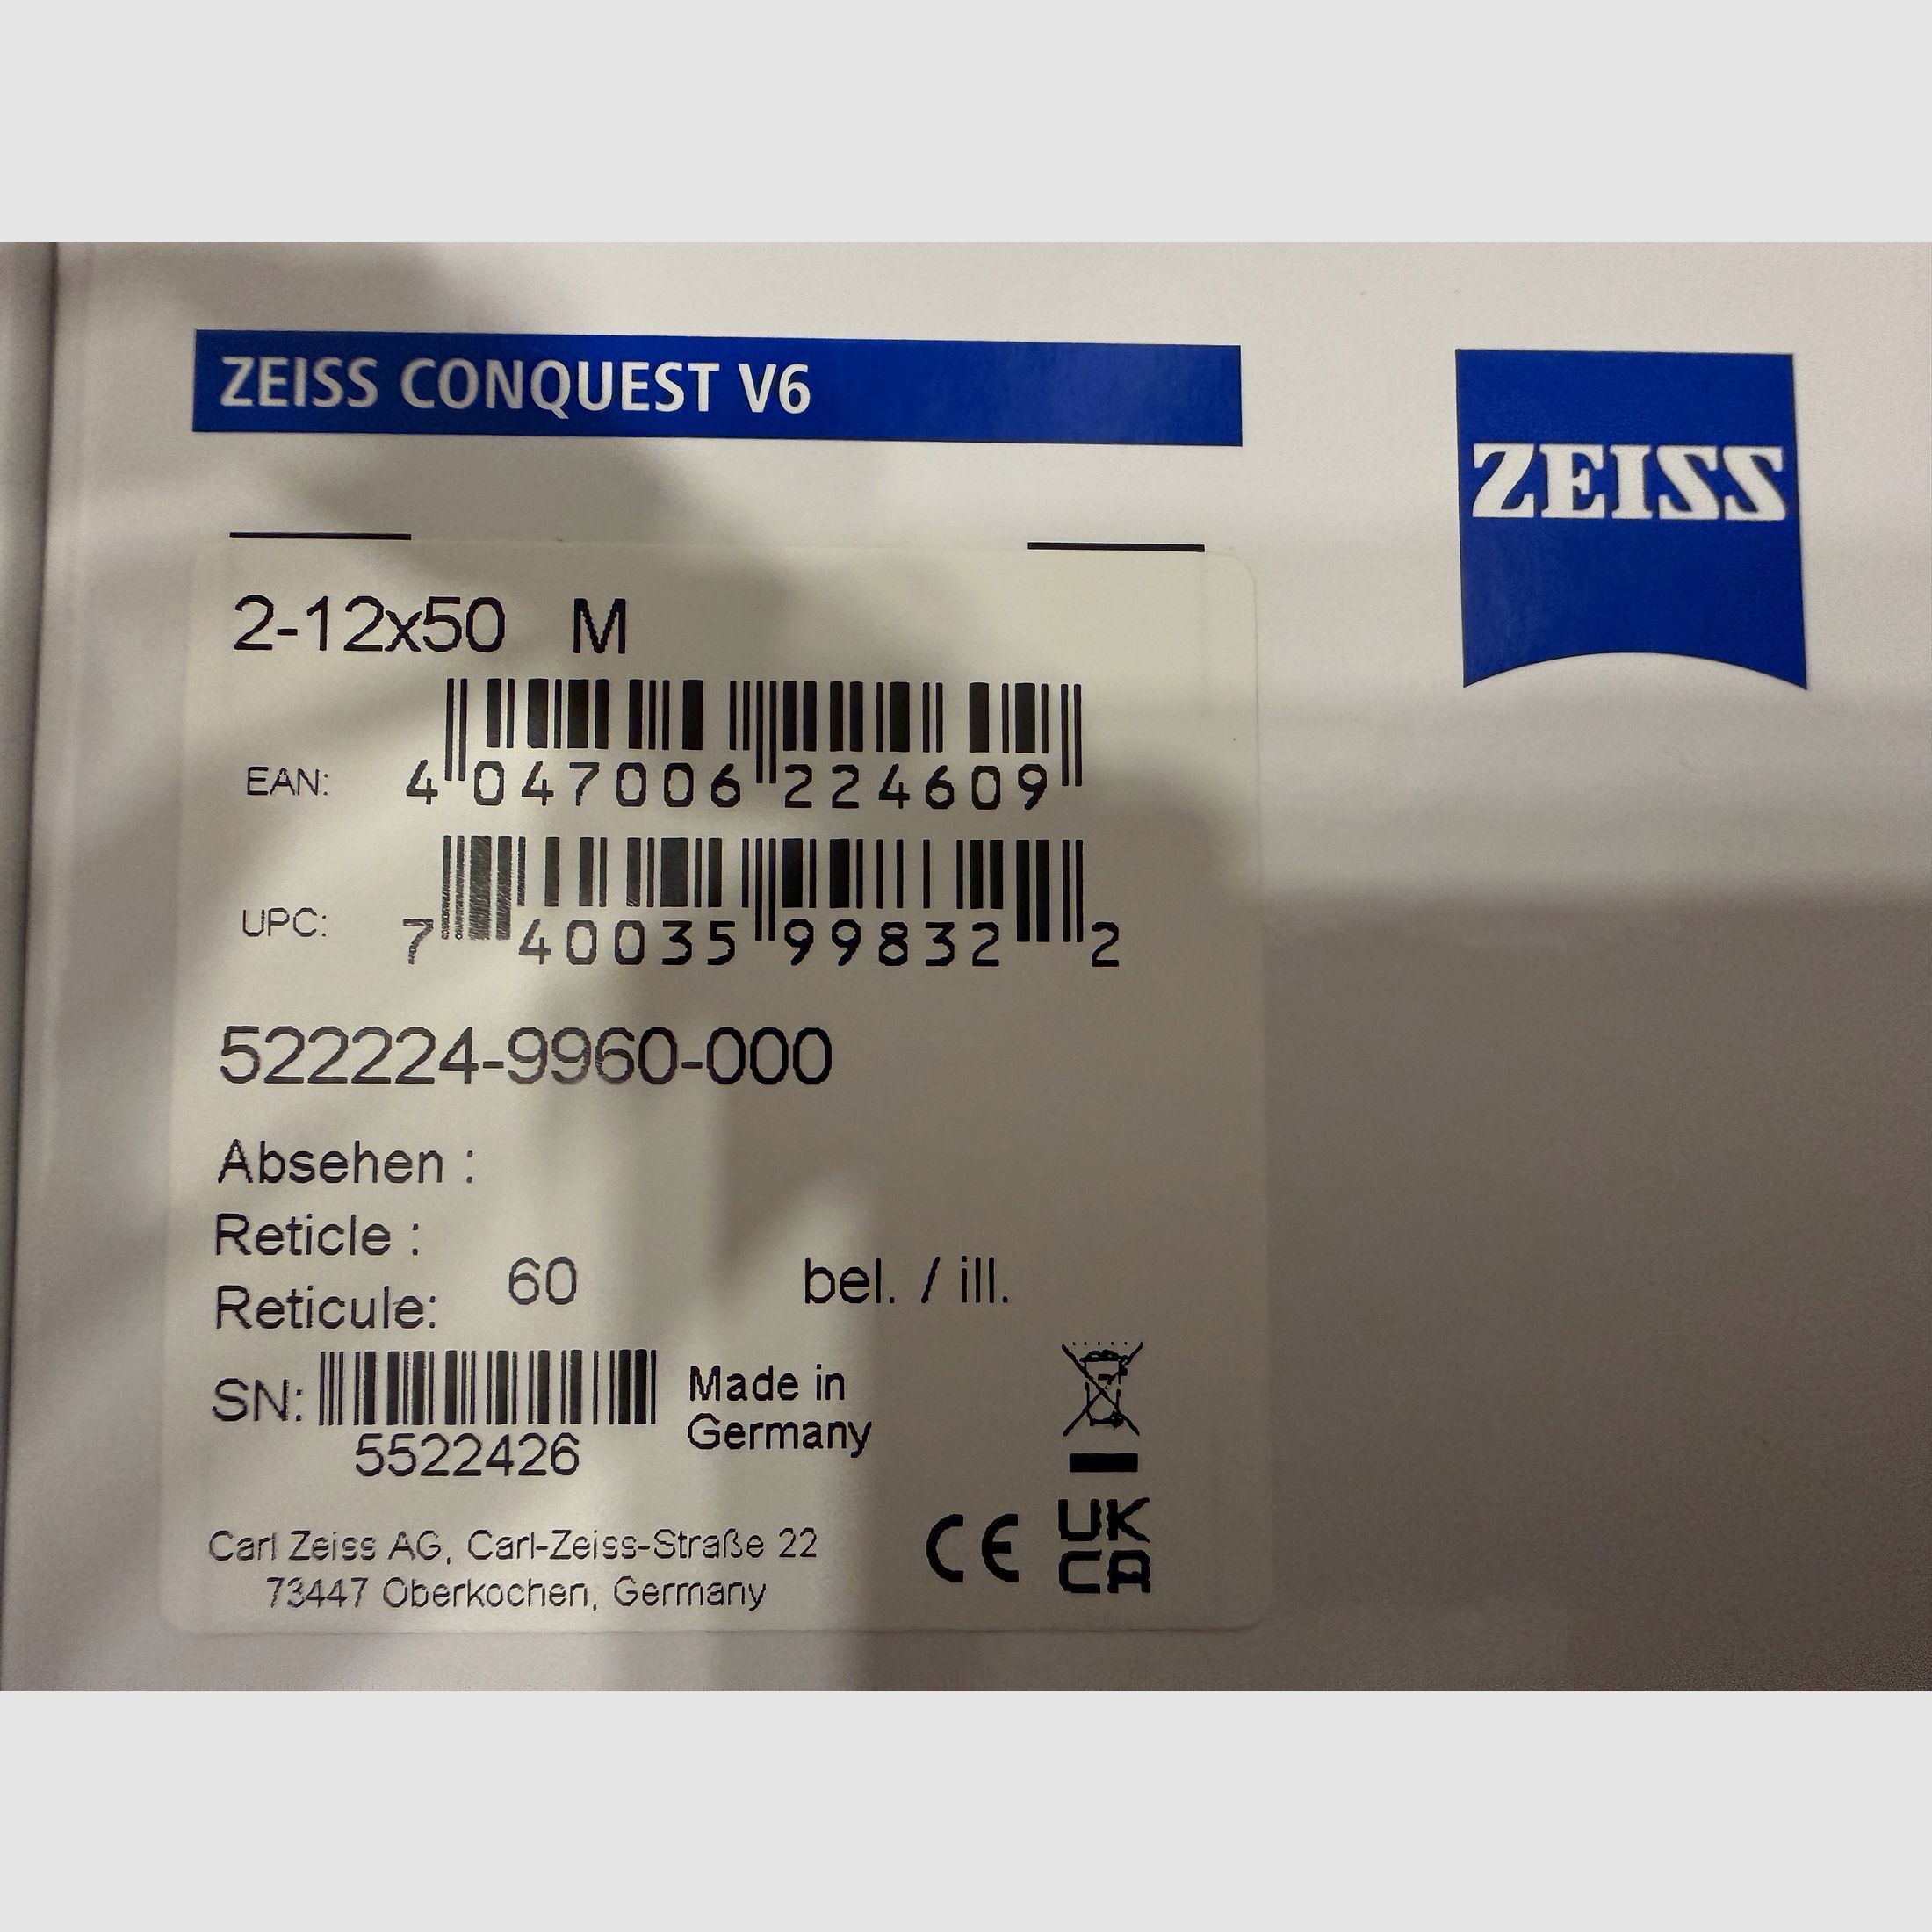 ZEISS CONQUEST V6
ZEISS
2-12x50 M
EAN: 4 047006 224609
UPC: 7 40035 99832 2
522224-9960-000
Absehen :
Reticle :
Reticule: 60 bel. / ill.
SN: 5522426
Made in
Germany
Carl Zeiss AG, Carl-Zeiss-Straße 22
73447 Oberkochen, Germany
CE
UK
CA